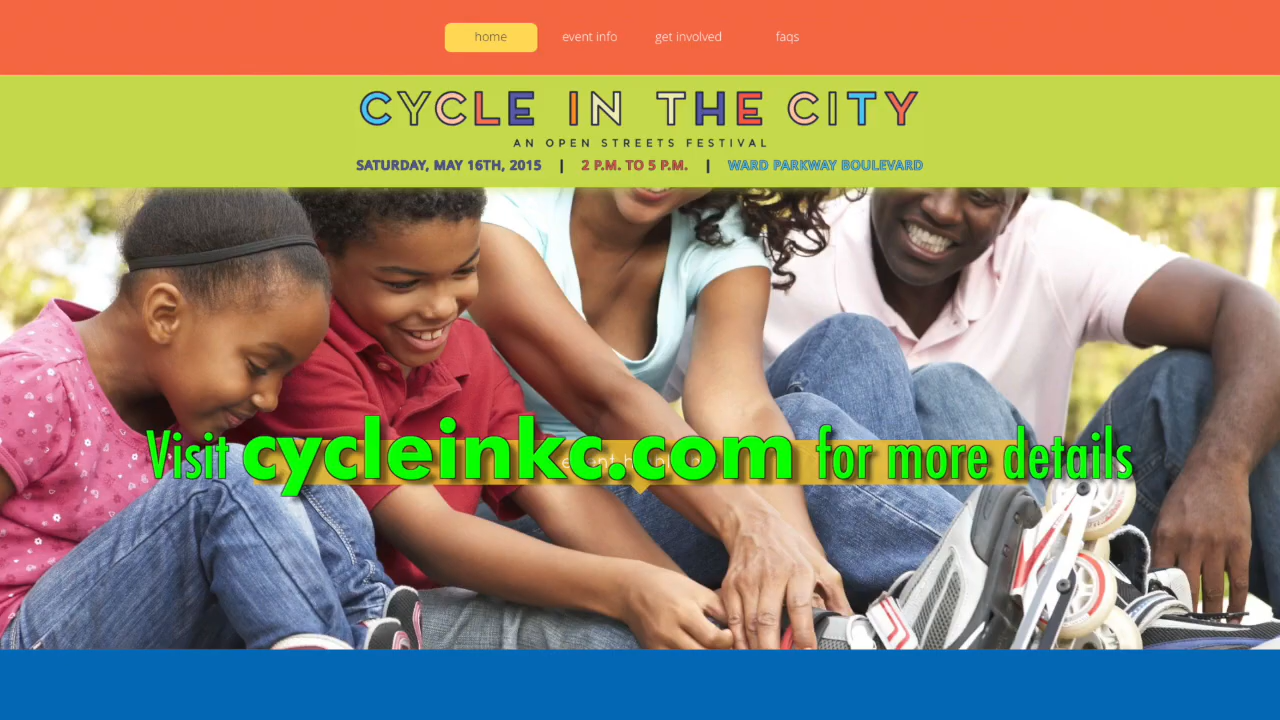 home event info get involved faqs
CYCLE IN THE CITY
AN OPEN STREETS FESTIVAL
SATURDAY, MAY 16TH, 2015 | 2 P.M. TO 5 P.M. | WARD PARKWAY BOULEVARD
Visit cycleinkc.com for more details